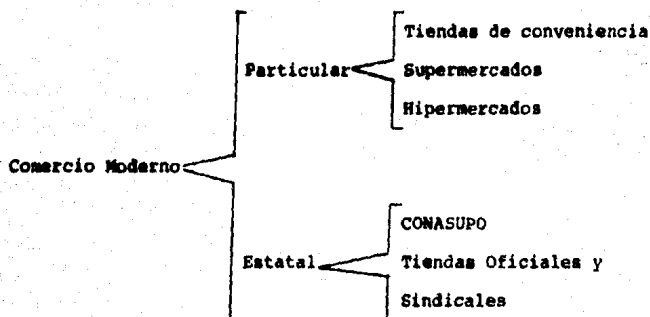 Tiendas de conveniencia
Particular Supermercados
Hipermercados
Comercio Moderno
CONASUPO
Estatal Tiendas Oficiales y
Sindicales